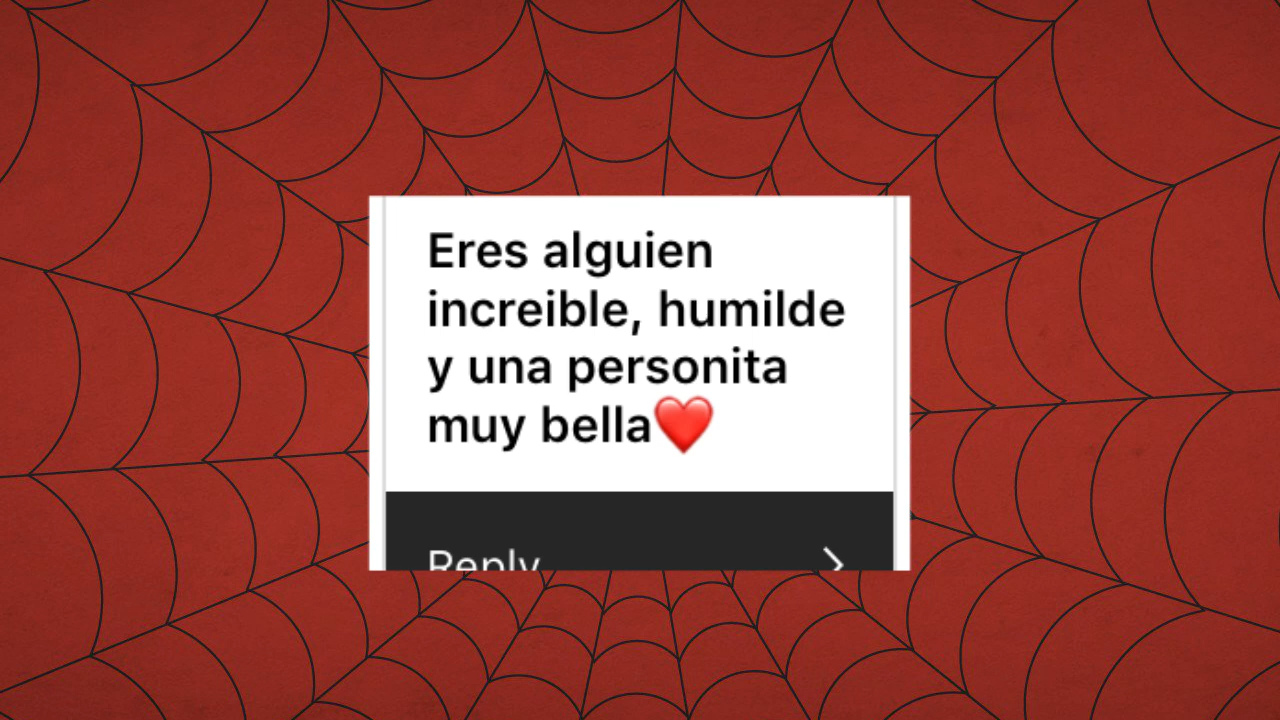 Eres alguien
increible, humilde
y una personita
muy bella❤️
Reply